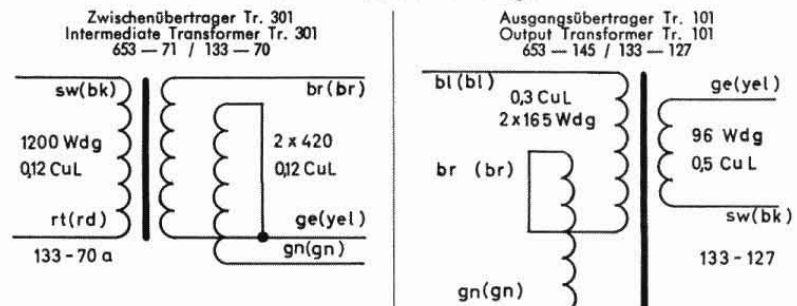 Zwischenübertrager Tr. 301
Intermediate Transformer Tr. 301
653 — 71 / 133 — 70
sw(bk)
br(br)
1200 Wdg
0,12 CuL
2 x 420
0,12 CuL
rt(rd)
ge(yel)
133-70 a
gn(gn)
Ausgangsübertrager Tr. 101
Output Transformer Tr. 101
653 — 145 / 133 — 127
bl(bl)
0,3 CuL
2x165 Wdg
ge(yel)
96 Wdg
0,5 CuL
br (br)
sw(bk)
133-127
gn(gn)